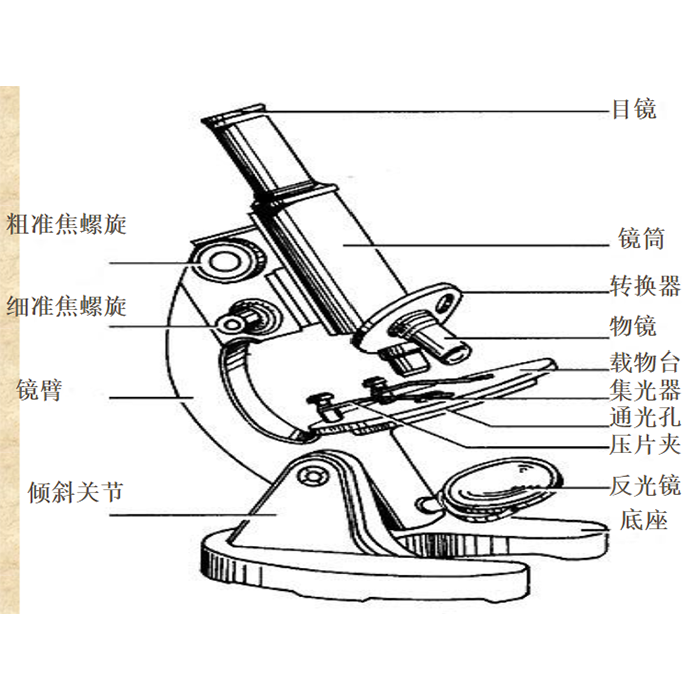 目镜
粗准焦螺旋
镜筒
转换器
细准焦螺旋
物镜
载物台
镜臂
集光器
通光孔
压片夹
倾斜关节
反光镜
底座